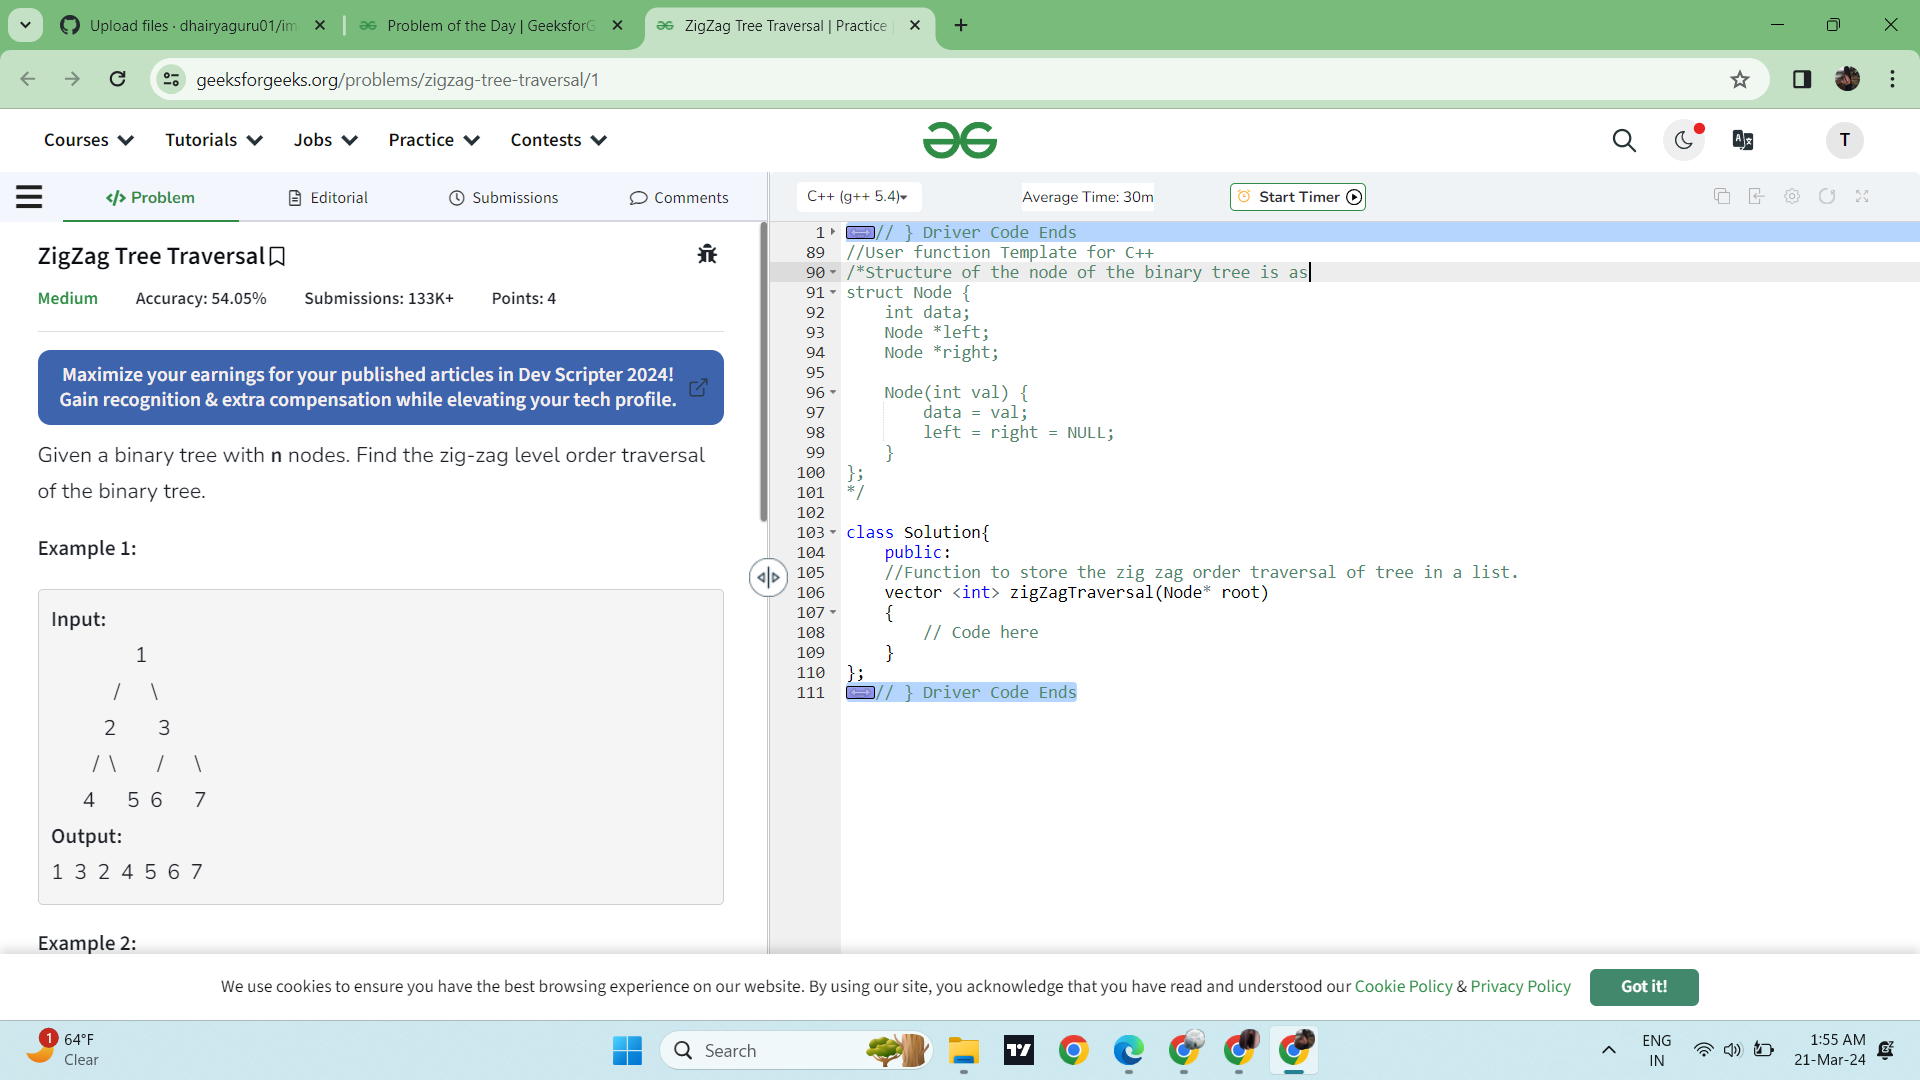 Upload files · dhairyaguru01/im
Problem of the Day | GeeksforG
ZigZag Tree Traversal | Practice
geeksforgeeks.org/problems/zigzag-tree-traversal/1
Courses
Tutorials
Jobs
Practice
Contests
T
</> Problem
Editorial
Submissions
Comments
C++ (g++ 5.4)
Average Time: 30m
Start Timer
ZigZag Tree Traversal
Medium Accuracy: 54.05% Submissions: 133K+ Points: 4
Maximize your earnings for your published articles in Dev Scripter 2024!
Gain recognition & extra compensation while elevating your tech profile.
Given a binary tree with n nodes. Find the zig-zag level order traversal
of the binary tree.
Example 1:
Input:
1
/ \
2 3
/ \ / \
4 5 6 7
Output:
1 3 2 4 5 6 7
Example 2:
1 // } Driver Code Ends
89 //User function Template for C++
90 /*Structure of the node of the binary tree is as
91 struct Node {
92 int data;
93 Node *left;
94 Node *right;
95
96 Node(int val) {
97 data = val;
98 left = right = NULL;
99 }
100 };
101 */
102
103 class Solution{
104 public:
105 //Function to store the zig zag order traversal of tree in a list.
106 vector <int> zigZagTraversal(Node* root)
107 {
108 // Code here
109 }
110 };
111 // } Driver Code Ends
We use cookies to ensure you have the best browsing experience on our website. By using our site, you acknowledge that you have read and understood our Cookie Policy & Privacy Policy
Got it!
1
64°F
Clear
Search
ENG
IN
1:55 AM
21-Mar-24